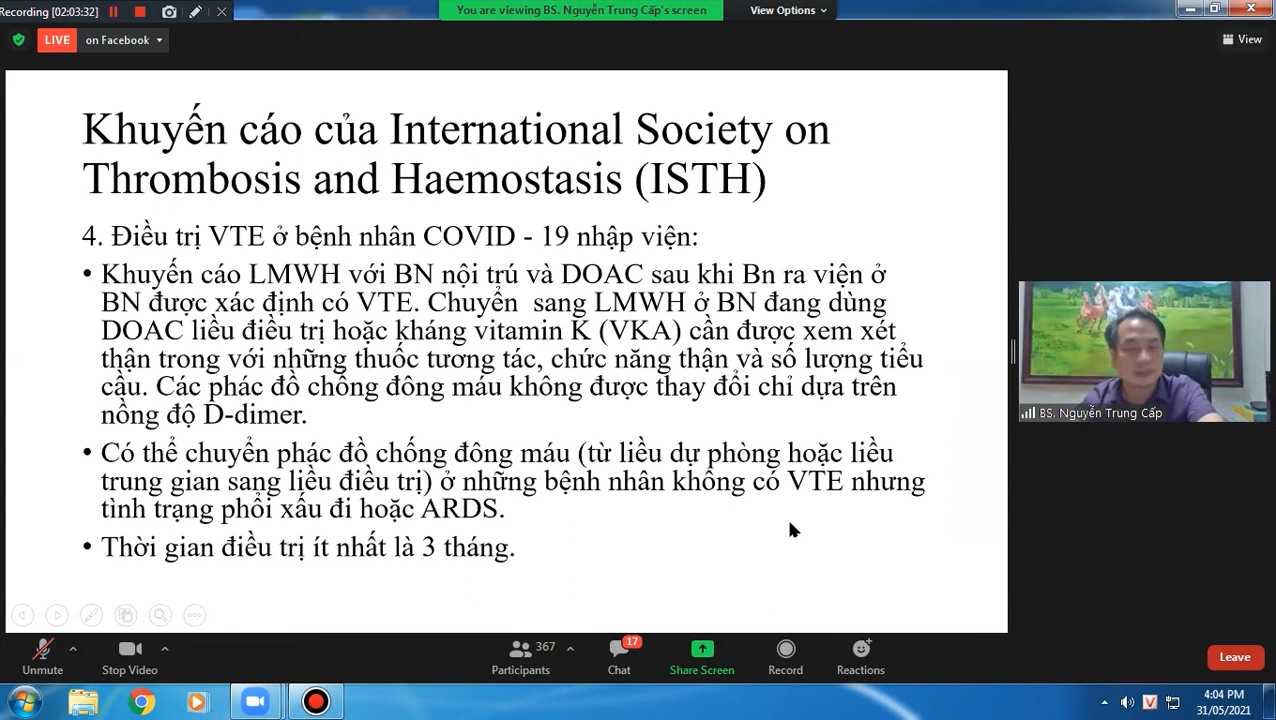 Recording [02:03:32]
You are viewing BS. Nguyễn Trung Cấp's screen
View Options
LIVE
on Facebook
View
Khuyến cáo của International Society on
Thrombosis and Haemostasis (ISTH)
4. Điều trị VTE ở bệnh nhân COVID - 19 nhập viện:
• Khuyến cáo LMWH với BN nội trú và DOAC sau khi Bn ra viện ở
BN được xác định có VTE. Chuyển sang LMWH ở BN đang dùng
DOAC liều điều trị hoặc kháng vitamin K (VKA) cần được xem xét
thận trong với những thuốc tương tác, chức năng thận và số lượng tiểu
cầu. Các phác đồ chống đông máu không được thay đổi chỉ dựa trên
nồng độ D-dimer.
• Có thể chuyển phác đồ chống đông máu (từ liều dự phòng hoặc liều
trung gian sang liều điều trị) ở những bệnh nhân không có VTE nhưng
tình trạng phổi xấu đi hoặc ARDS.
• Thời gian điều trị ít nhất là 3 tháng.
BS. Nguyễn Trung Cấp
Unmute
Stop Video
367
Participants
17
Chat
Share Screen
Record
Reactions
Leave
V
4:04 PM
31/05/2021